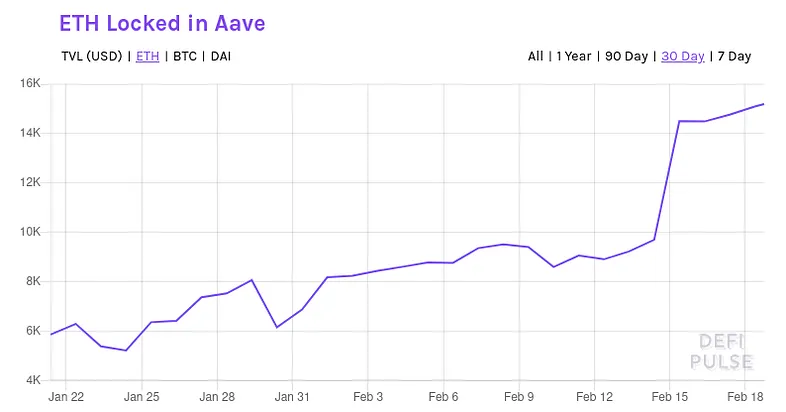 ETH Locked in Aave
TVL (USD) | ETH | BTC | DAI
All | 1 Year | 90 Day | 30 Day | 7 Day
16K
14K
12K
10K
8K
6K
4K
DEFI
PULSE
Jan 22 Jan 25 Jan 28 Jan 31 Feb 3 Feb 6 Feb 9 Feb 12 Feb 15 Feb 18